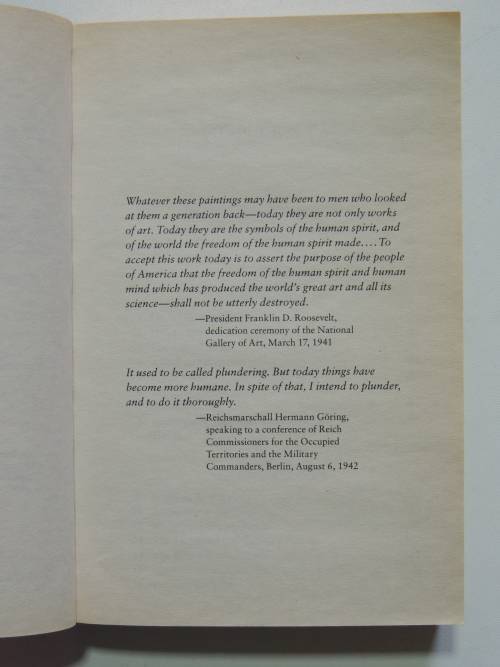 Whatever these paintings may have been to men who looked
at them a generation back—today they are not only works
of art. Today they are the symbols of the human spirit, and
of the world the freedom of the human spirit made. . . . To
accept this work today is to assert the purpose of the people
of America that the freedom of the human spirit and human
mind which has produced the world's great art and all its
science—shall not be utterly destroyed.
—President Franklin D. Roosevelt,
dedication ceremony of the National
Gallery of Art, March 17, 1941
It used to be called plundering. But today things have
become more humane. In spite of that, I intend to plunder,
and to do it thoroughly.
—Reichsmarschall Hermann Göring,
speaking to a conference of Reich
Commissioners for the Occupied
Territories and the Military
Commanders, Berlin, August 6, 1942